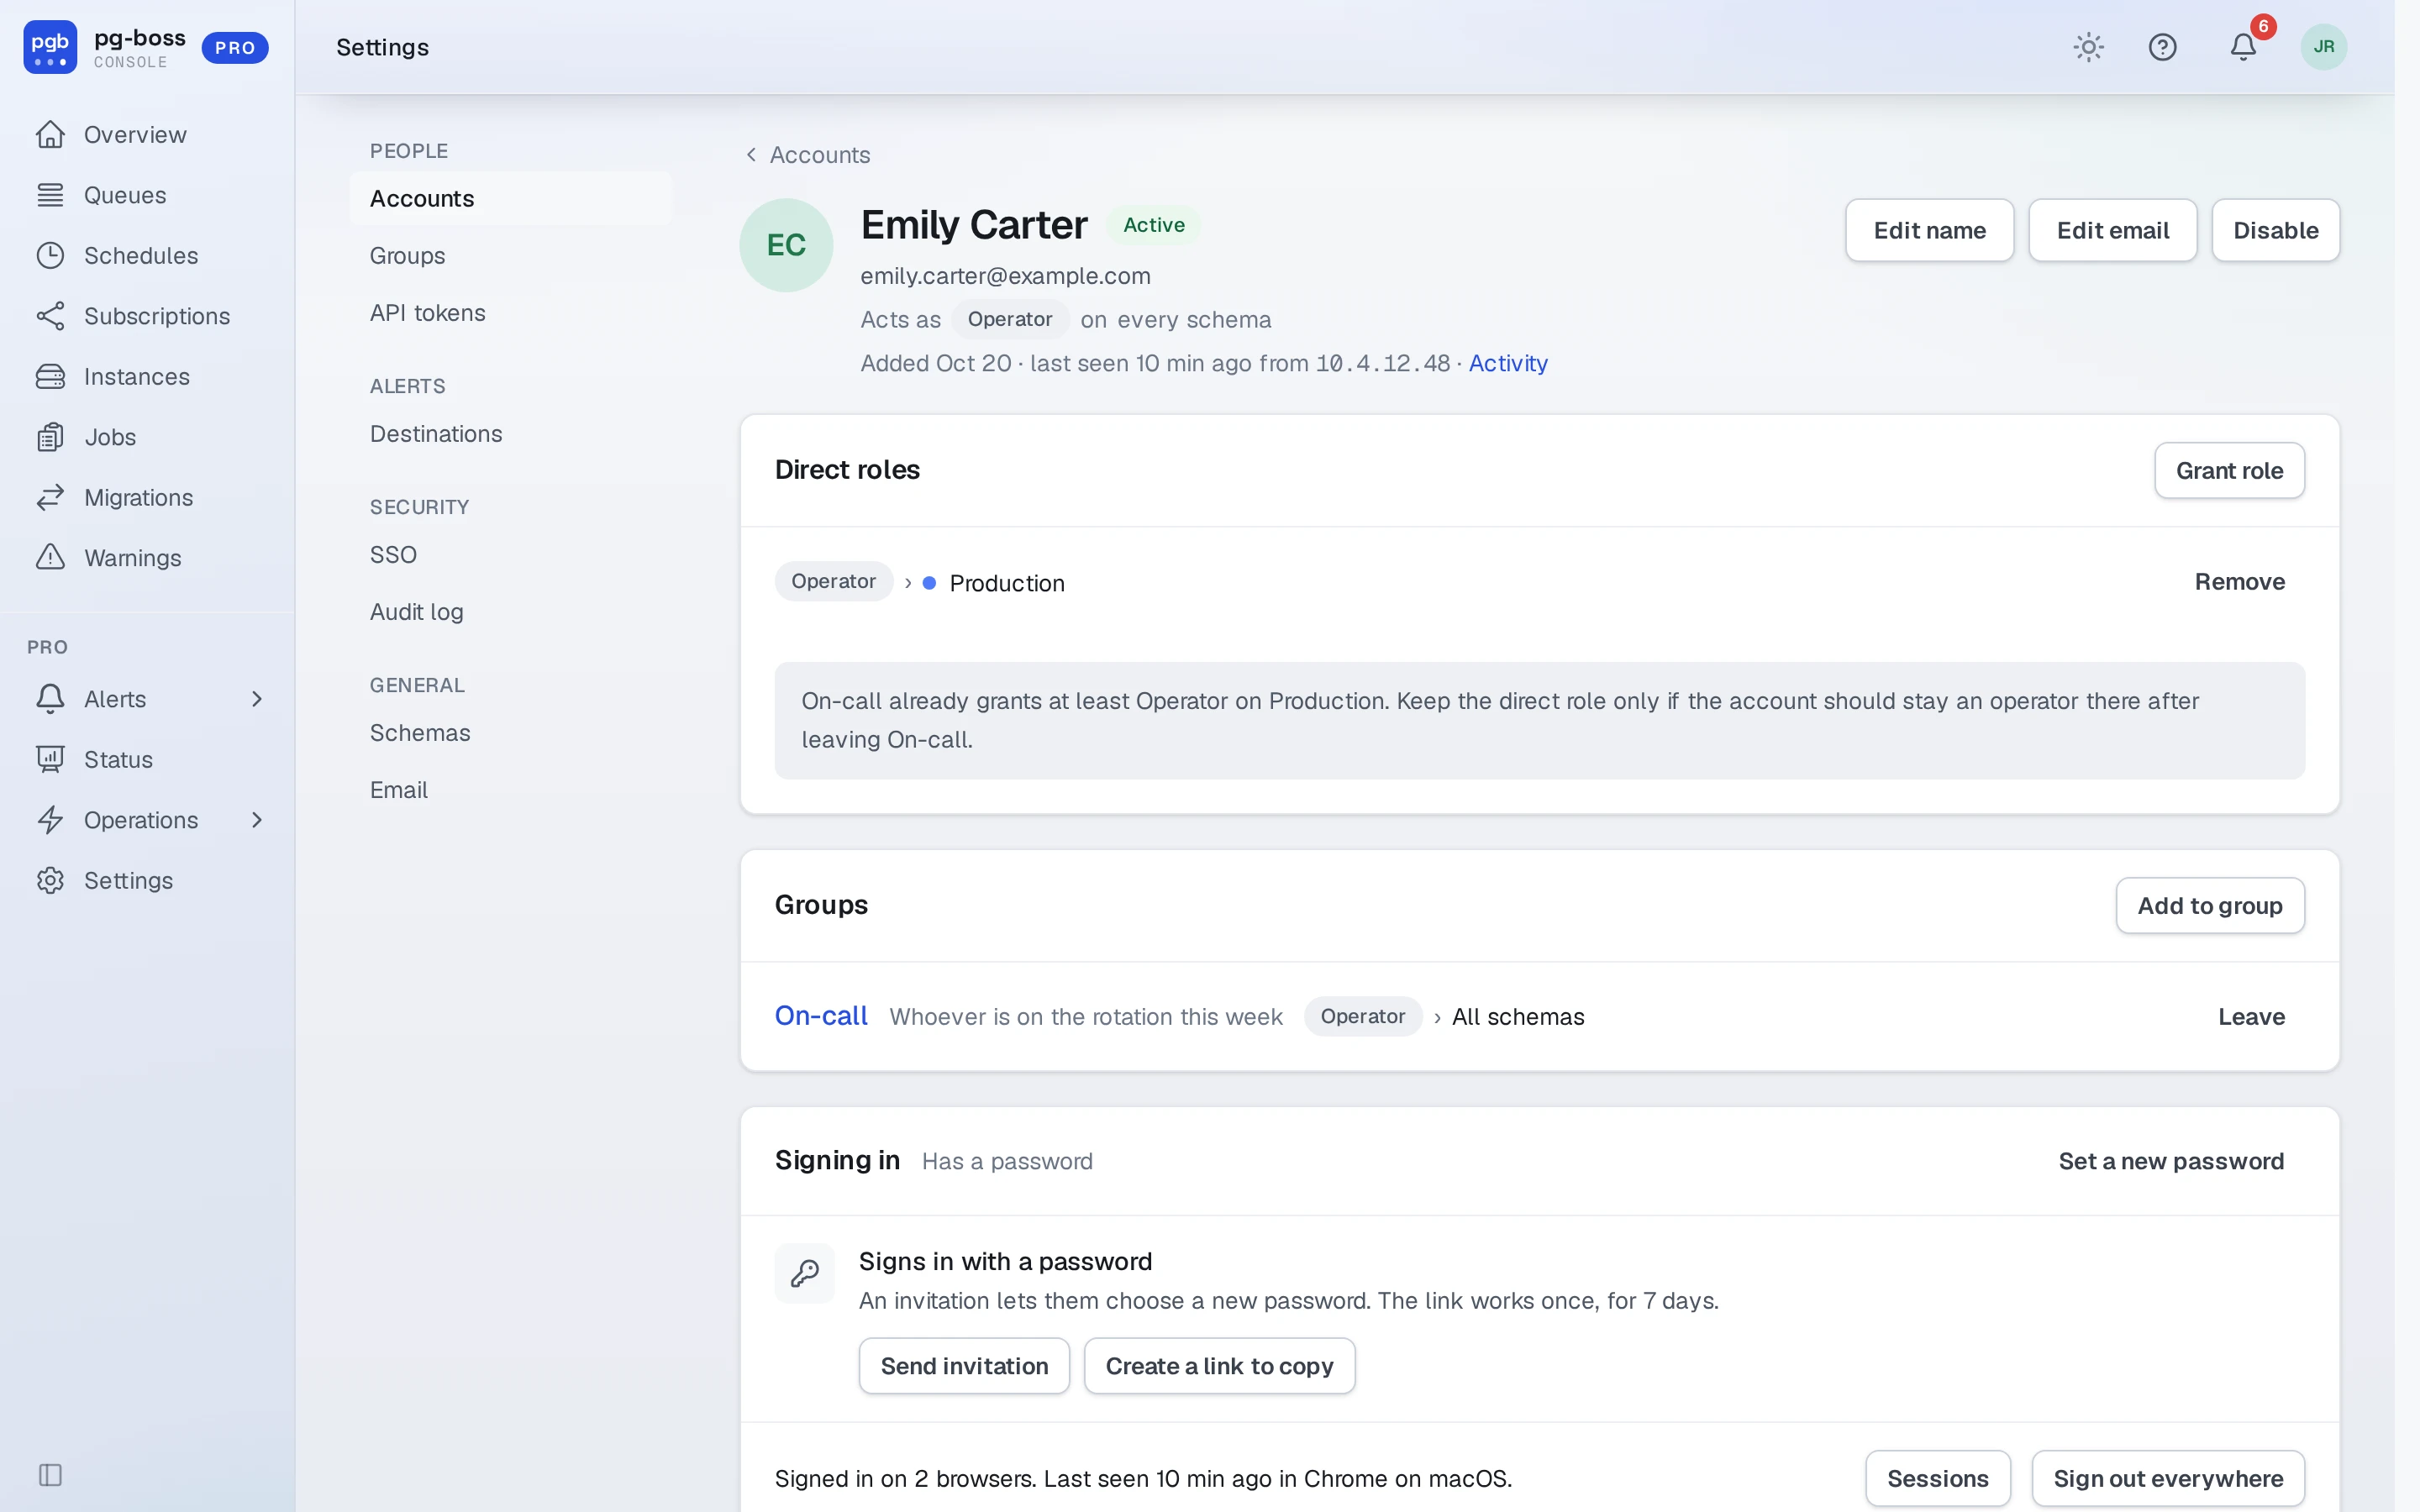 pgb
pg-boss
CONSOLE
PRO
Settings
6
JR
Overview
Queues
Schedules
Subscriptions
Instances
Jobs
Migrations
Warnings
PRO
Alerts
Status
Operations
Settings
PEOPLE
Accounts
Groups
API tokens
ALERTS
Destinations
SECURITY
SSO
Audit log
GENERAL
Schemas
Email
Accounts
EC
Emily Carter Active
emily.carter@example.com
Acts as Operator on every schema
Added Oct 20 · last seen 10 min ago from 10.4.12.48 · Activity
Edit name
Edit email
Disable
Direct roles
Grant role
Operator › Production
Remove
On-call already grants at least Operator on Production. Keep the direct role only if the account should stay an operator there after
leaving On-call.
Groups
Add to group
On-call Whoever is on the rotation this week Operator › All schemas
Leave
Signing in Has a password
Set a new password
Signs in with a password
An invitation lets them choose a new password. The link works once, for 7 days.
Send invitation
Create a link to copy
Signed in on 2 browsers. Last seen 10 min ago in Chrome on macOS.
Sessions
Sign out everywhere